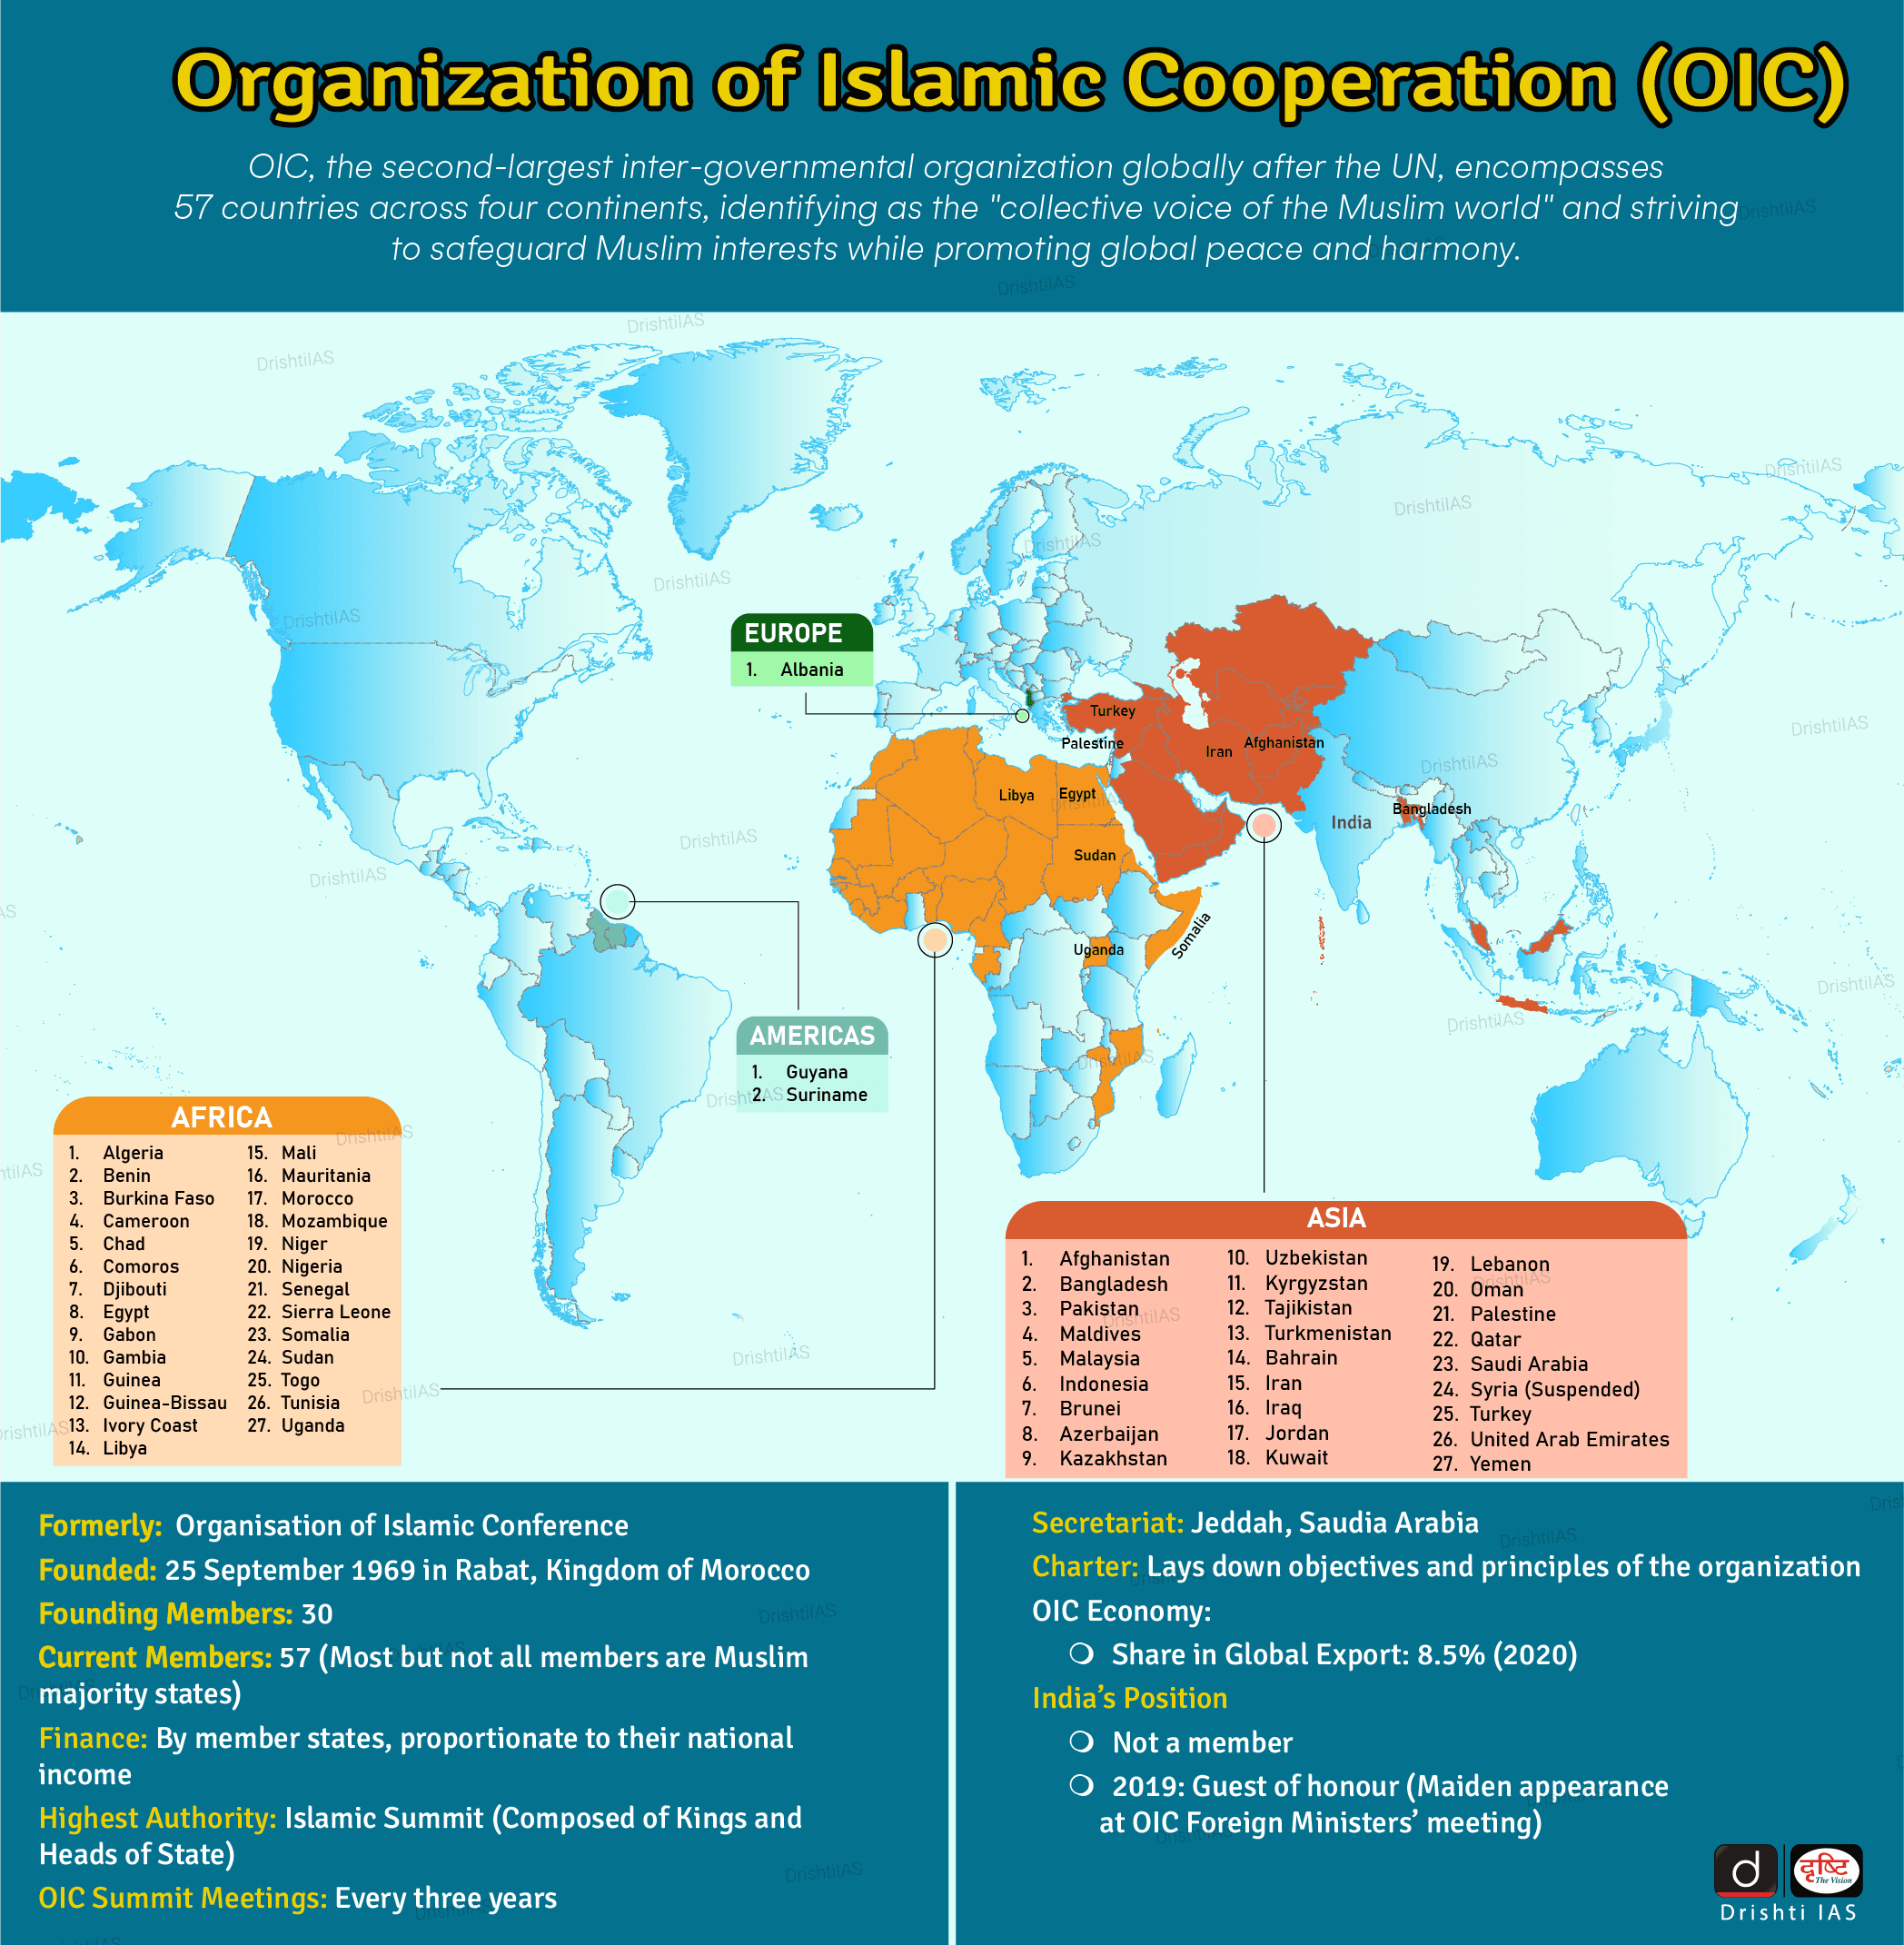 Organization of Islamic Cooperation (OIC)
OIC, the second-largest inter-governmental organization globally after the UN, encompasses
57 countries across four continents, identifying as the "collective voice of the Muslim world" and striving
to safeguard Muslim interests while promoting global peace and harmony.
EUROPE
1. Albania
Turkey
Palestine
Iran
Afghanistan
Libya
Egypt
India
Bangladesh
Sudan
Uganda
Somalia
AMERICAS
1. Guyana
2. Suriname
AFRICA
1. Algeria
2. Benin
3. Burkina Faso
4. Cameroon
5. Chad
6. Comoros
7. Djibouti
8. Egypt
9. Gabon
10. Gambia
11. Guinea
12. Guinea-Bissau
13. Ivory Coast
14. Libya
15. Mali
16. Mauritania
17. Morocco
18. Mozambique
19. Niger
20. Nigeria
21. Senegal
22. Sierra Leone
23. Somalia
24. Sudan
25. Togo
26. Tunisia
27. Uganda
ASIA
1. Afghanistan
2. Bangladesh
3. Pakistan
4. Maldives
5. Malaysia
6. Indonesia
7. Brunei
8. Azerbaijan
9. Kazakhstan
10. Uzbekistan
11. Kyrgyzstan
12. Tajikistan
13. Turkmenistan
14. Bahrain
15. Iran
16. Iraq
17. Jordan
18. Kuwait
19. Lebanon
20. Oman
21. Palestine
22. Qatar
23. Saudi Arabia
24. Syria (Suspended)
25. Turkey
26. United Arab Emirates
27. Yemen
Formerly: Organisation of Islamic Conference
Founded: 25 September 1969 in Rabat, Kingdom of Morocco
Founding Members: 30
Current Members: 57 (Most but not all members are Muslim
majority states)
Finance: By member states, proportionate to their national
income
Highest Authority: Islamic Summit (Composed of Kings and
Heads of State)
OIC Summit Meetings: Every three years
Secretariat: Jeddah, Saudia Arabia
Charter: Lays down objectives and principles of the organization
OIC Economy:
❍ Share in Global Export: 8.5% (2020)
India’s Position
❍ Not a member
❍ 2019: Guest of honour (Maiden appearance
at OIC Foreign Ministers’ meeting)
d
दृष्टि
The Vision
Drishti IAS
DrishtiIAS